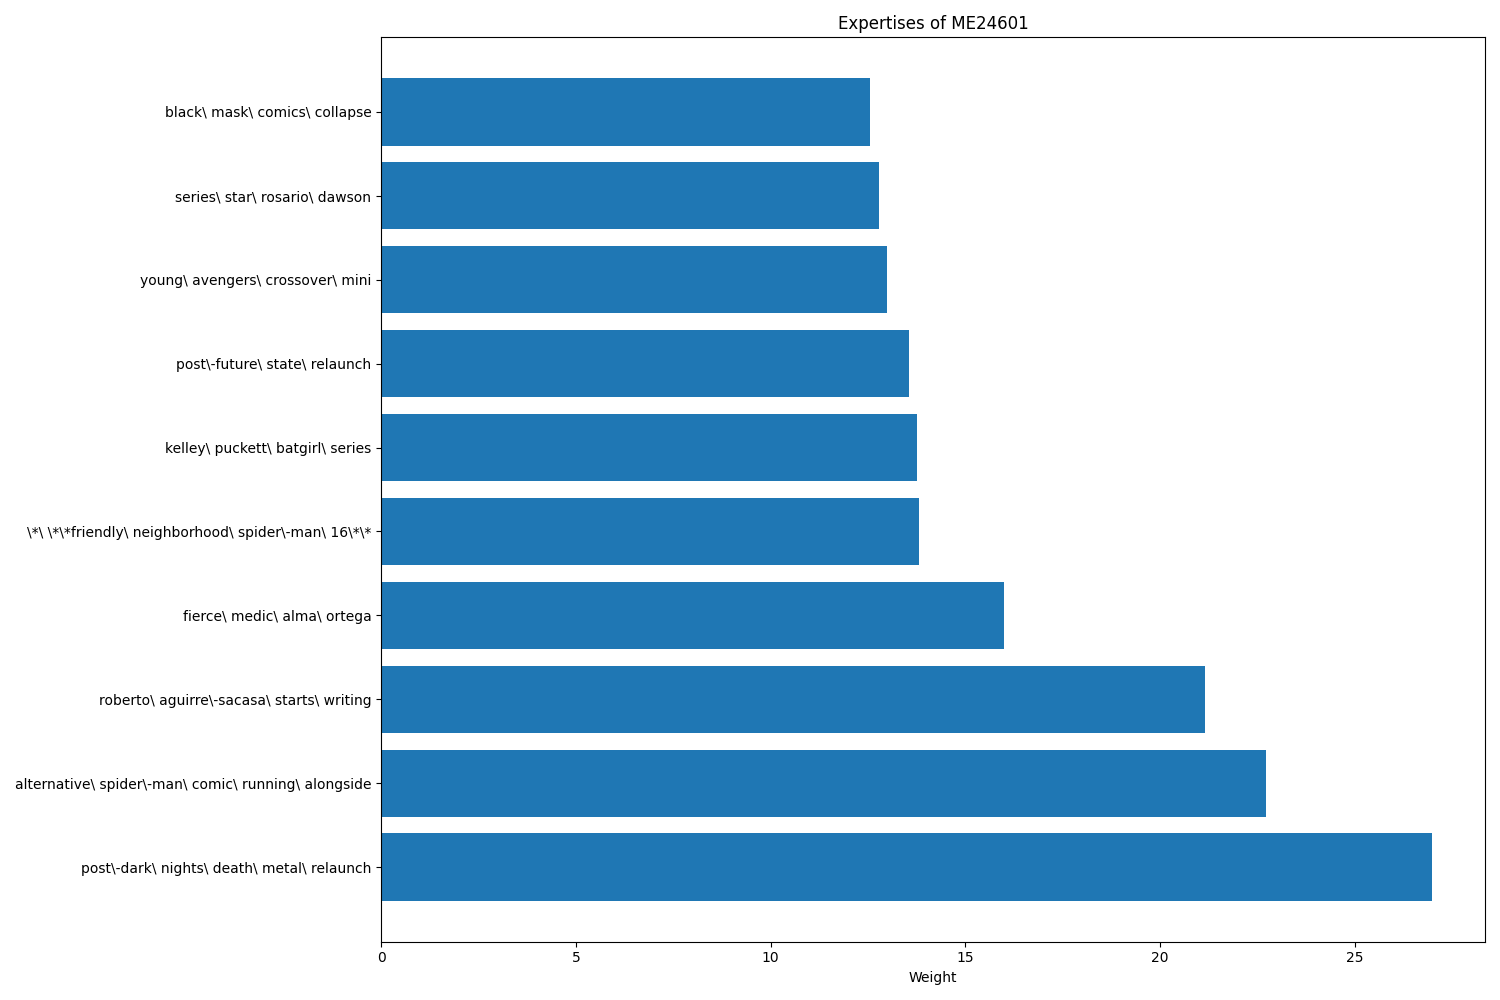 Expertises of ME24601
black\ mask\ comics\ collapse
series\ star\ rosario\ dawson
young\ avengers\ crossover\ mini
post\-future\ state\ relaunch
kelley\ puckett\ batgirl\ series
\*\ \*\*friendly\ neighborhood\ spider\-man\ 16\*\*
fierce\ medic\ alma\ ortega
roberto\ aguirre\-sacasa\ starts\ writing
alternative\ spider\-man\ comic\ running\ alongside
post\-dark\ nights\ death\ metal\ relaunch
0 5 10 15 20 25
Weight